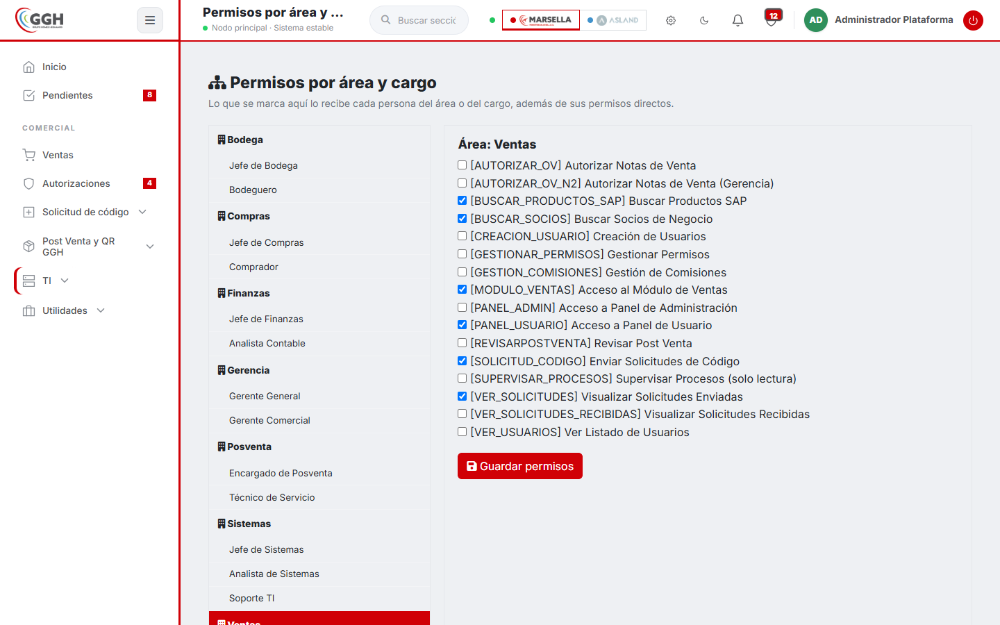 GGH
Permisos por área y ...
Nodo principal · Sistema estable
Buscar secció
MARSELLA
ASLAND
12
AD
Administrador Plataforma
Inicio
Pendientes
8
COMERCIAL
Ventas
Autorizaciones
4
Solicitud de código
Post Venta y QR
GGH
TI
Utilidades
Permisos por área y cargo
Lo que se marca aquí lo recibe cada persona del área o del cargo, además de sus permisos directos.
Bodega
Jefe de Bodega
Bodeguero
Compras
Jefe de Compras
Comprador
Finanzas
Jefe de Finanzas
Analista Contable
Gerencia
Gerente General
Gerente Comercial
Posventa
Encargado de Posventa
Técnico de Servicio
Sistemas
Jefe de Sistemas
Analista de Sistemas
Soporte TI
Ventas
Área: Ventas
[AUTORIZAR_OV] Autorizar Notas de Venta
[AUTORIZAR_OV_N2] Autorizar Notas de Venta (Gerencia)
[BUSCAR_PRODUCTOS_SAP] Buscar Productos SAP
[BUSCAR_SOCIOS] Buscar Socios de Negocio
[CREACION_USUARIO] Creación de Usuarios
[GESTIONAR_PERMISOS] Gestionar Permisos
[GESTION_COMISIONES] Gestión de Comisiones
[MODULO_VENTAS] Acceso al Módulo de Ventas
[PANEL_ADMIN] Acceso a Panel de Administración
[PANEL_USUARIO] Acceso a Panel de Usuario
[REVISARPOSTVENTA] Revisar Post Venta
[SOLICITUD_CODIGO] Enviar Solicitudes de Código
[SUPERVISAR_PROCESOS] Supervisar Procesos (solo lectura)
[VER_SOLICITUDES] Visualizar Solicitudes Enviadas
[VER_SOLICITUDES_RECIBIDAS] Visualizar Solicitudes Recibidas
[VER_USUARIOS] Ver Listado de Usuarios
Guardar permisos